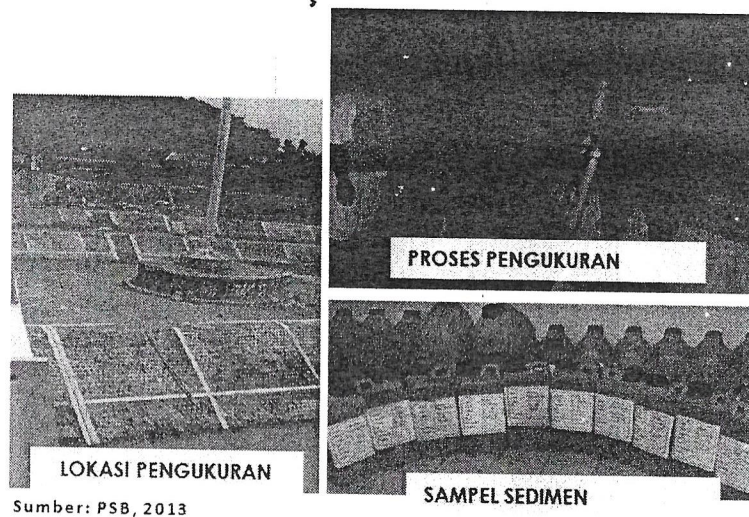 PROSES PENGUKURAN
LOKASI PENGUKURAN
SAMPEL SEDIMEN
Sumber: PSB, 2013